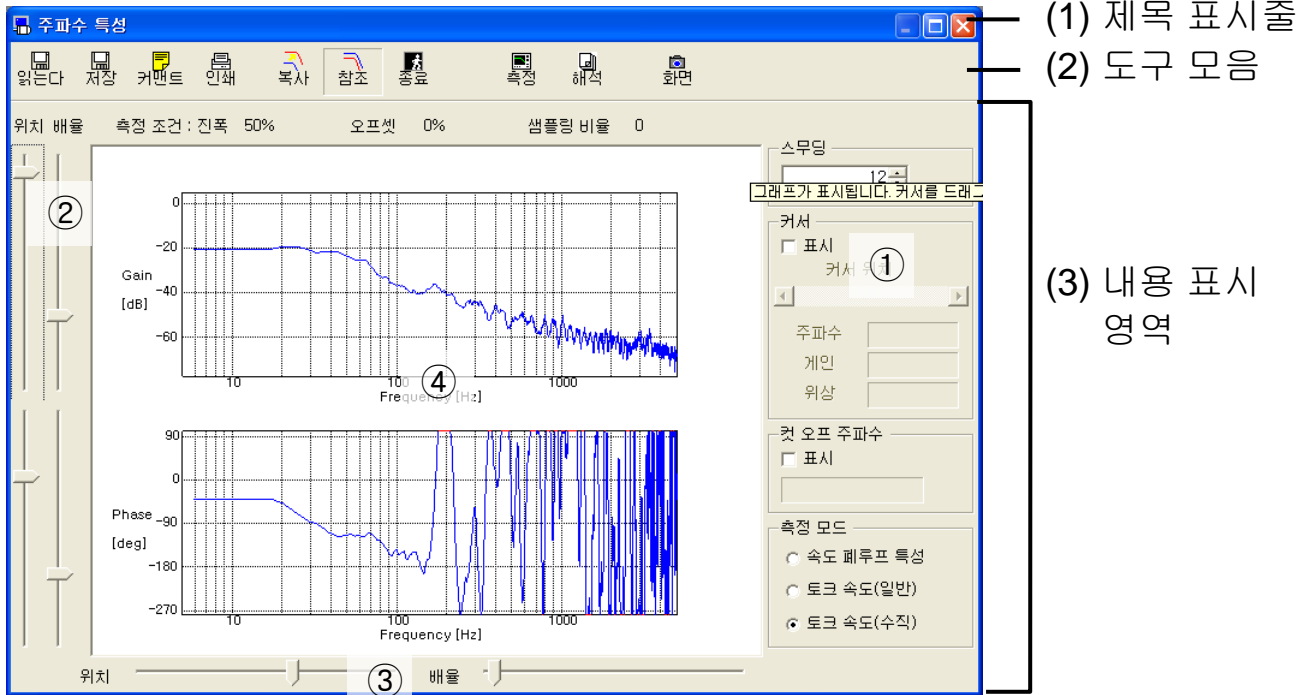 주파수 특성
(1) 제목 표시줄
읽는다 저장 커맨트 인쇄 복사 참조 종료 측정 해석 화면
(2) 도구 모음
위치 배율 측정 조건 : 진폭 50% 오프셋 0% 샘플링 비율 0
스무딩
12
그래프가 표시됩니다. 커서를 드래그
②
0
-20
Gain
[dB]
-40
-60
10 100 1000
Frequency [Hz]
④
커서
표시
커서 위치
①
주파수
게인
위상
(3) 내용 표시
영역
90
0
Phase
[deg]
-90
-180
-270
10 100 1000
Frequency [Hz]
컷 오프 주파수
표시
측정 모드
속도 폐루프 특성
토크 속도(일반)
토크 속도(수직)
위치 ③ 배율